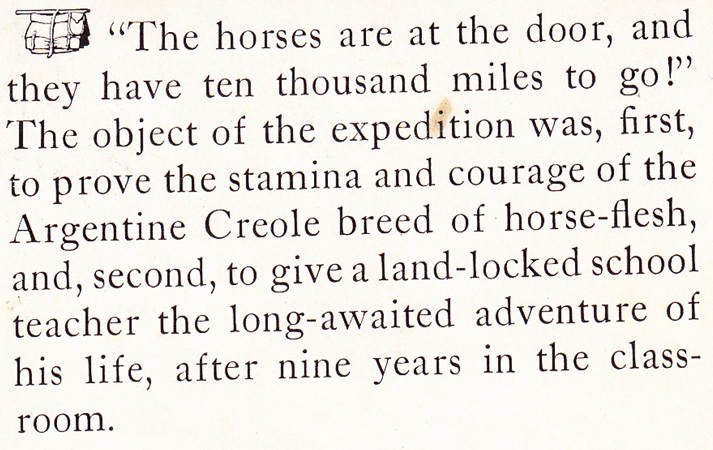 “The horses are at the door, and
they have ten thousand miles to go!”
The object of the expedition was, first,
to prove the stamina and courage of the
Argentine Creole breed of horse-flesh,
and, second, to give a land-locked school
teacher the long-awaited adventure of
his life, after nine years in the class-
room.